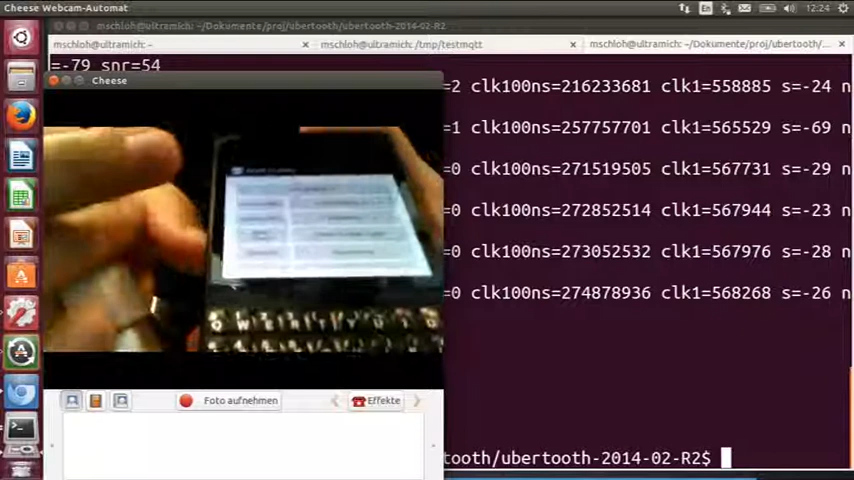 Cheese Webcam-Automat
En
12:24
mschloh@ultramich: ~/Dokumente/proj/ubertooth/ubertooth-2014-02-R2
mschloh@ultramich: ~
mschloh@ultramich: /tmp/testmqtt
mschloh@ultramich: ~/Dokumente/proj/ubertooth/...
=-79 snr=54
Cheese
=2 clk100ns=216233681 clk1=558885 s=-24 n
=1 clk100ns=257757701 clk1=565529 s=-69 n
=0 clk100ns=271519505 clk1=567731 s=-29 n
=0 clk100ns=272852514 clk1=567944 s=-23 n
=0 clk100ns=273052532 clk1=567976 s=-28 n
=0 clk100ns=274878936 clk1=568268 s=-26 n
Q W E R T Y U I O
Foto aufnehmen
Effekte
tooth/ubertooth-2014-02-R2$